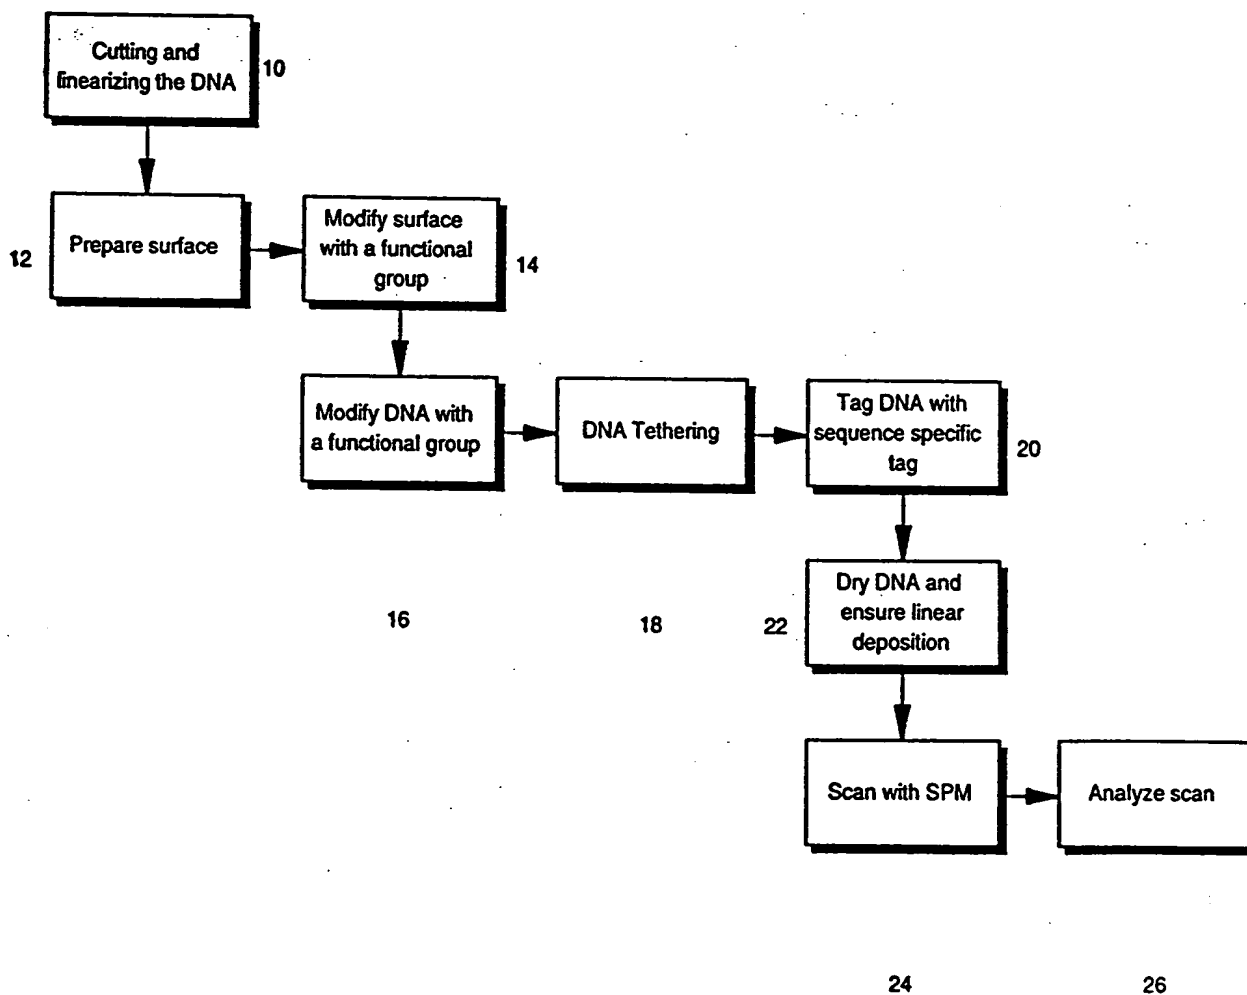 Cutting and
linearizing the DNA
10
Prepare surface
12
Modify surface
with a functional
group
14
Modify DNA with
a functional group
DNA Tethering
Tag DNA with
sequence specific
tag
20
16
18
22
Dry DNA and
ensure linear
deposition
Scan with SPM
Analyze scan
24
26